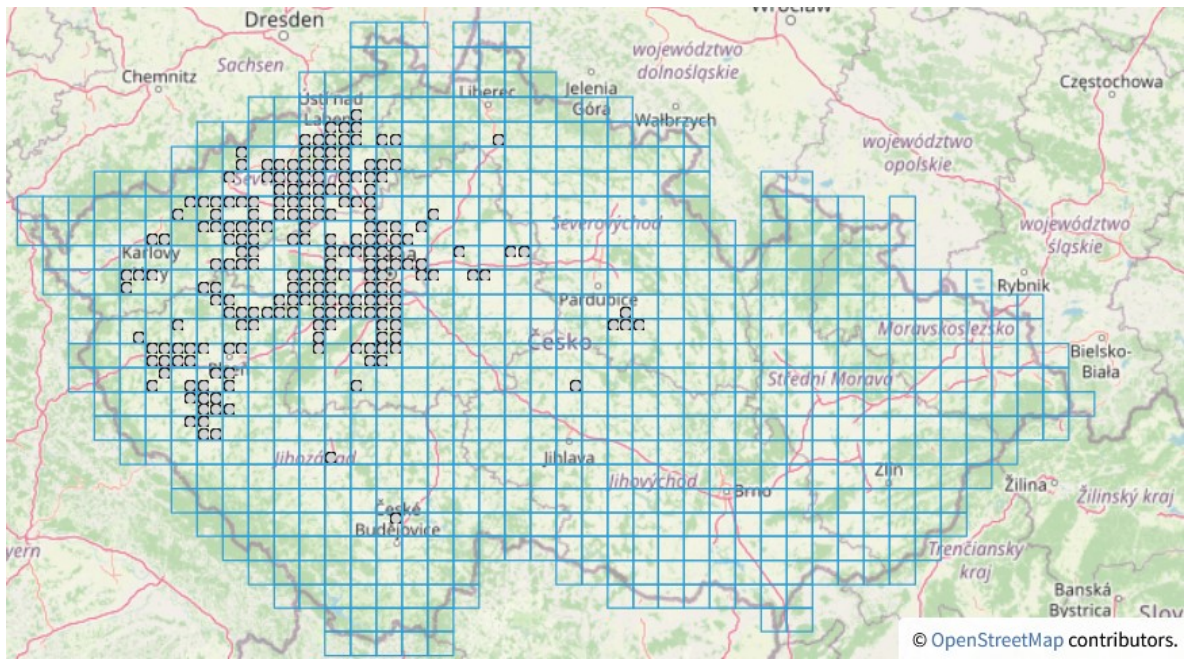 Wrocław
Dresden
województwo
dolnośląskie
Sachsen
Chemnitz
Jelenia
Góra
Częstochowa
Liberec
Ústí nad
Labem
Wałbrzych
województwo
opolskie
Severovýchod
województwo
śląskie
Karlovy
Vary
Rybnik
Pardubice
Moravskoslezsko
Česko
Bielsko-
Biała
Plzeň
Střední Morava
Jihozápad
Jihlava
Zlín
Jihovýchod
Brno
Žilina
Žilinský kraj
České
Budějovice
yern
Trenčiansky
kraj
Banská
Bystrica
Slov
© OpenStreetMap contributors.